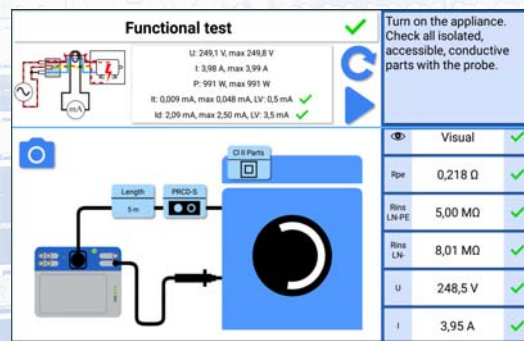 Functional test
U: 249,1 V, max 249,8 V
I: 3,98 A, max 3,99 A
P: 991 W, max 991 W
It: 0,009 mA, max 0,048 mA, LV: 0,5 mA
Id: 2,09 mA, max 2,50 mA, LV: 3,5 mA
mA
Turn on the appliance.
Check all isolated,
accessible, conductive
parts with the probe.
Cl II Parts
Length
5 m
PRCD-S
Visual
Rpe 0,218 Ω
Rins
LN-PE 5,00 MΩ
Rins
LN- 8,01 MΩ
U 248,5 V
I 3,95 A